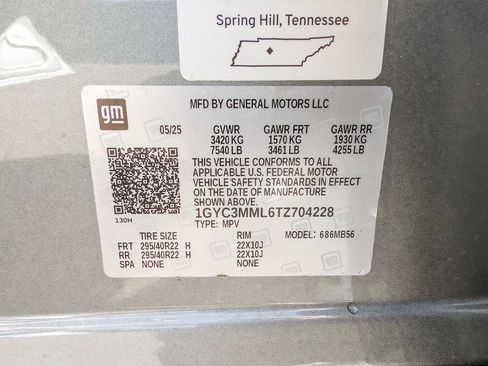 Spring Hill, Tennessee
gm
MFD BY GENERAL MOTORS LLC
05/25 GVWR GAWR FRT GAWR RR
3420 KG 1570 KG 1930 KG
7540 LB 3461 LB 4255 LB
THIS VEHICLE CONFORMS TO ALL
APPLICABLE U.S. FEDERAL MOTOR
VEHICLE SAFETY STANDARDS IN EFFECT
ON THE DATE OF MANUFACTURE
SHOWN ABOVE.
1GYC3MML6TZ704228
130H TYPE: MPV
TIRE SIZE RIM MODEL: 686MB56
FRT 295/40R22 H 22X10J
RR 295/40R22 H 22X10J
SPA NONE NONE